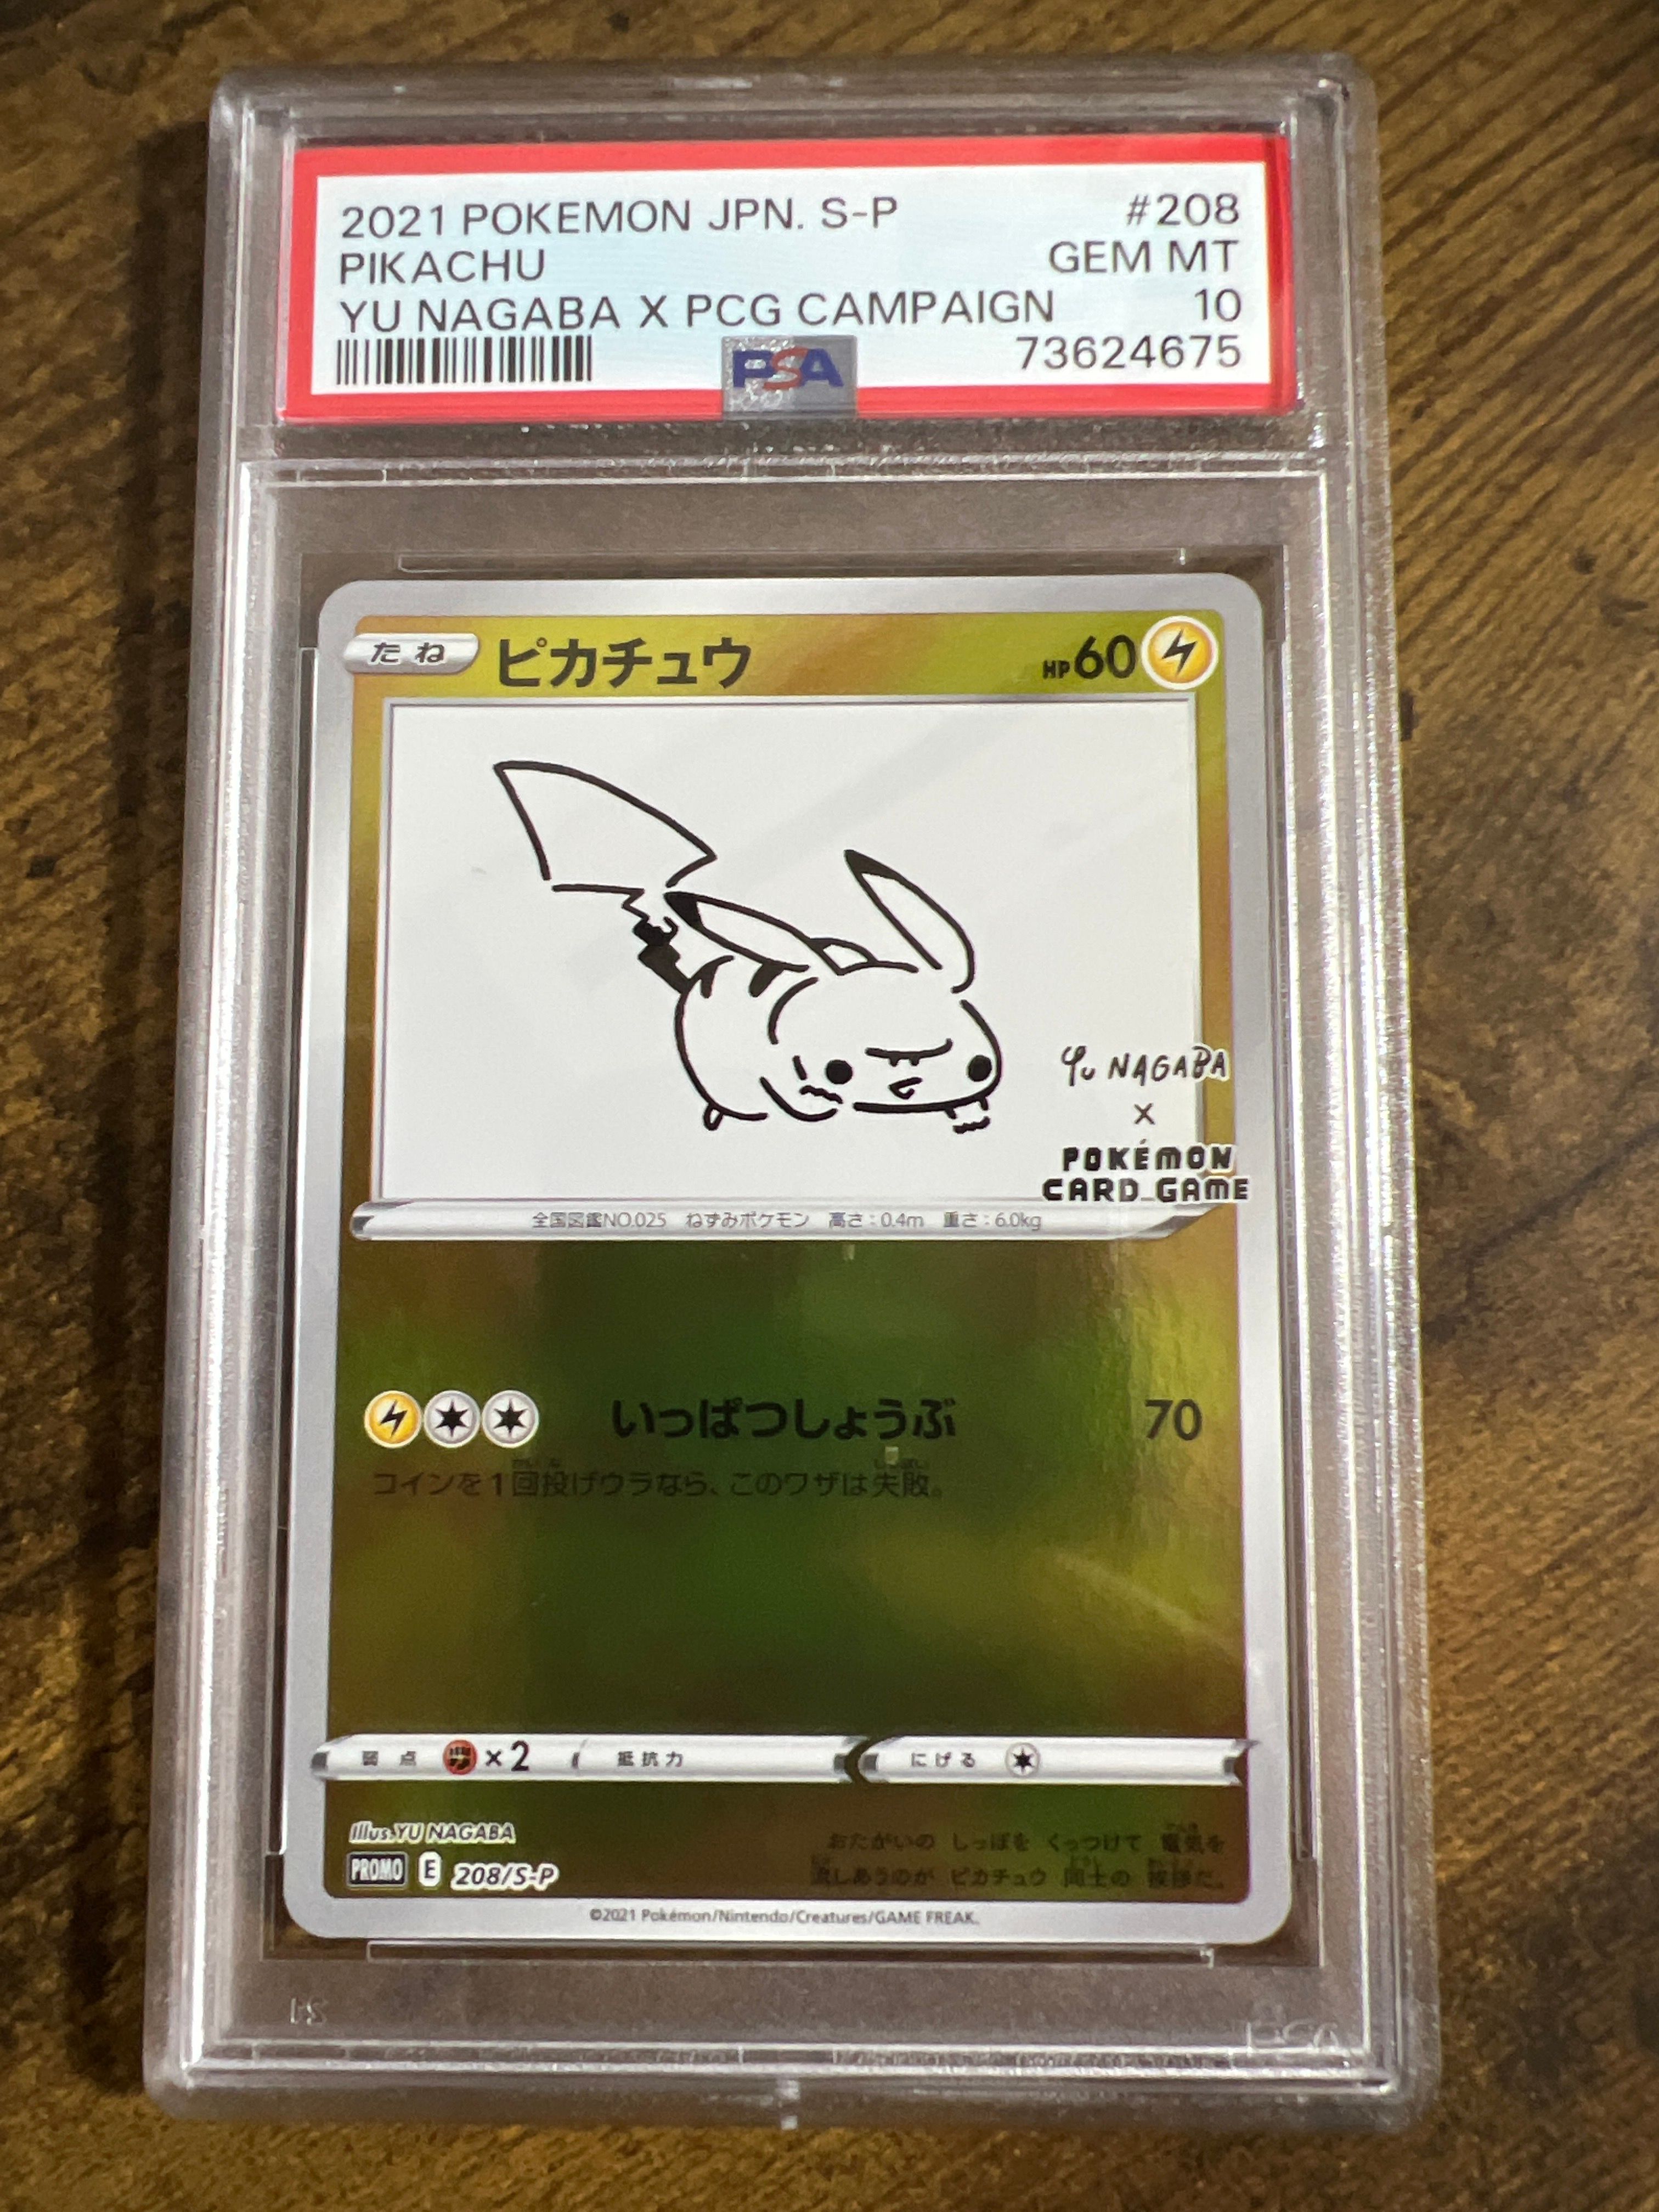 2021 POKEMON JPN. S-P #208
PIKACHU GEM MT
YU NAGABA X PCG CAMPAIGN 10
PSA 73624675
たね ピカチュウ HP60
YU NAGABA
×
POKÉMON
CARD GAME
全国図鑑NO.025 ねずみポケモン 高さ:0.4m 重さ:6.0kg
いっぱつしょうぶ 70
コインを1回投げウラなら、このワザは失敗。
弱点 ×2 抵抗力 にげる
Illus.YU NAGABA
PROMO E 208/S-P
おたがいの しっぽを くっつけて 電気を
流しあうのが ピカチュウ 同士の 挨拶だ。
©2021 Pokémon/Nintendo/Creatures/GAME FREAK.